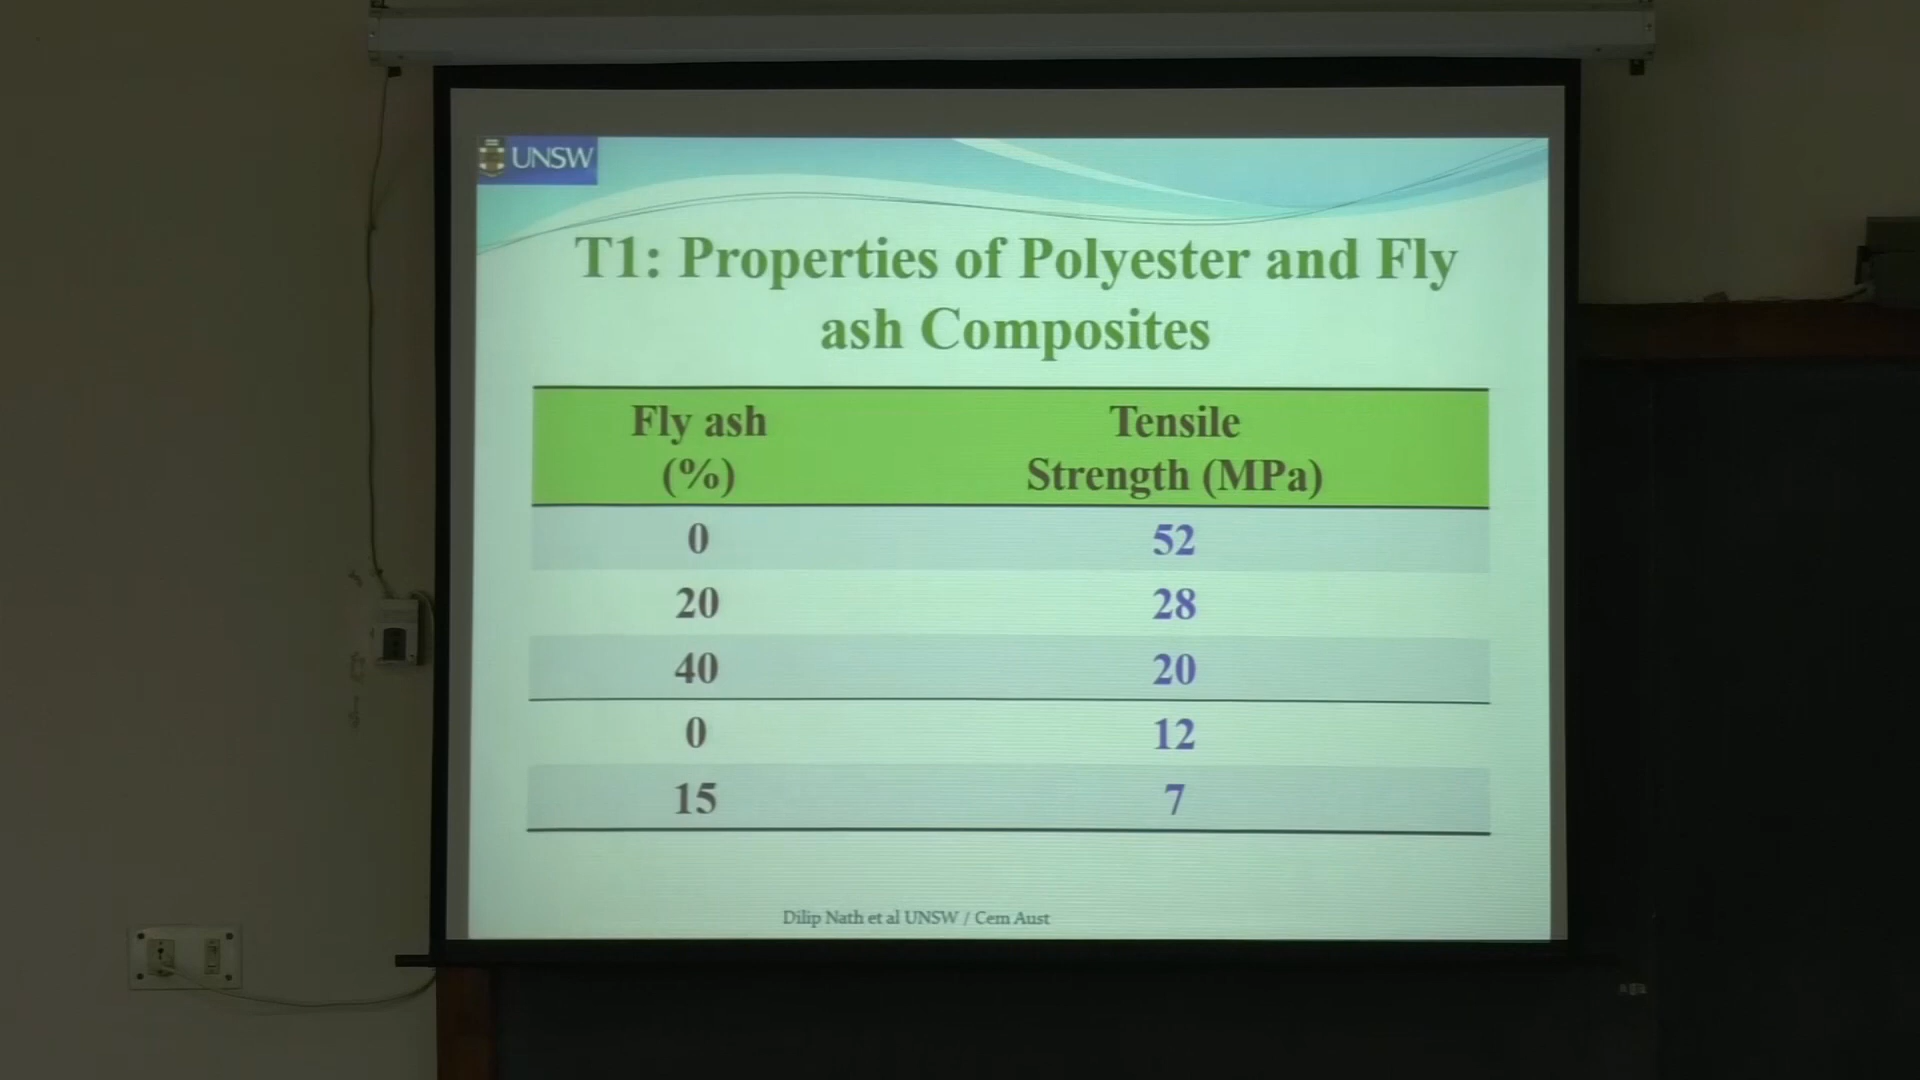 UNSW
T1: Properties of Polyester and Fly
ash Composites
Fly ash
(%)
Tensile
Strength (MPa)
0 52
20 28
40 20
0 12
15 7
Dilip Nath et al UNSW / Cem Aust